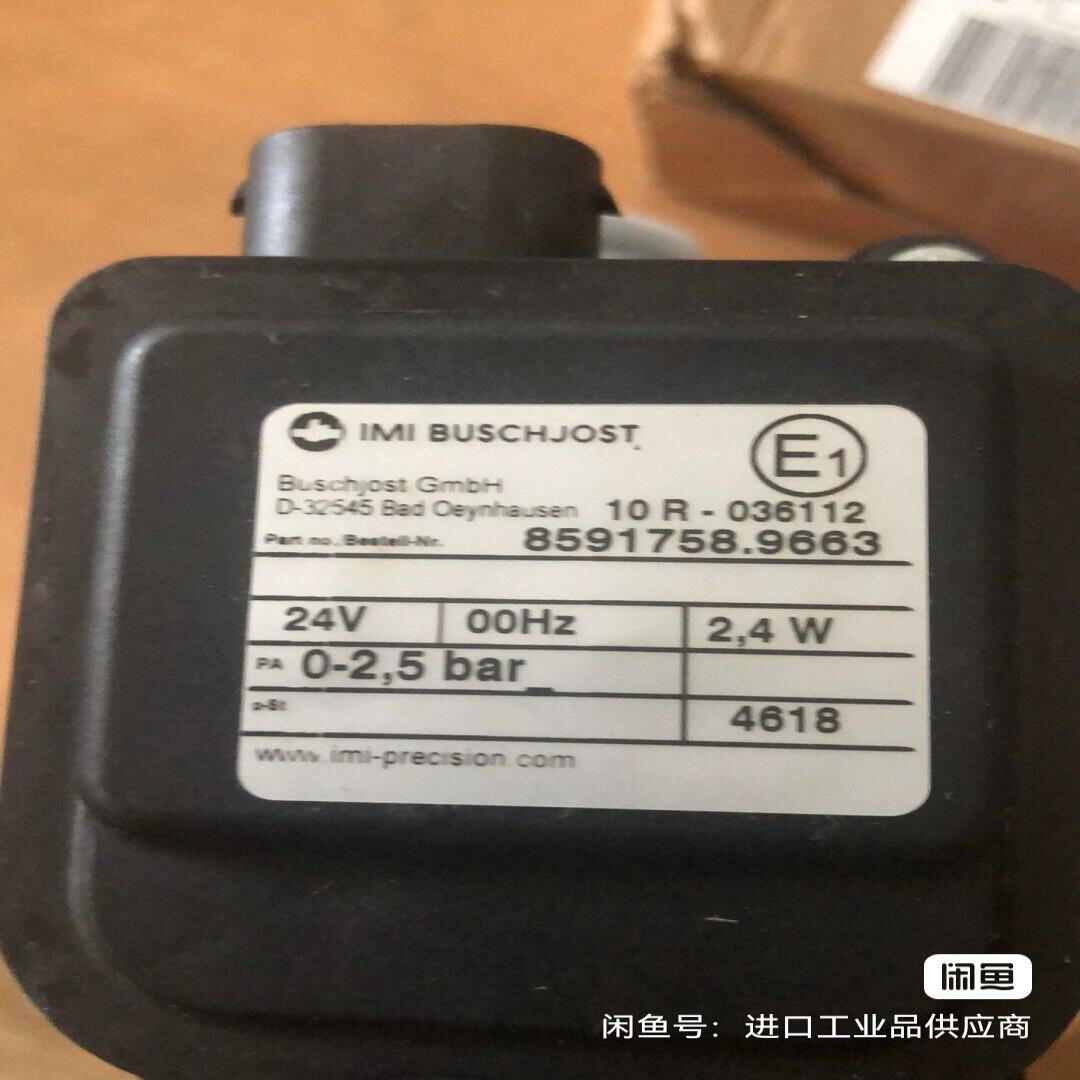 IMI BUSCHJOST
E1
Buschjost GmbH
D-32545 Bad Oeynhausen
10 R - 036112
Part no./Bestell-Nr. 8591758.9663
24V 00Hz 2,4 W
PA 0-2,5 bar_
4618
www.imi-precision.com
闲鱼
闲鱼号：进口工业品供应商